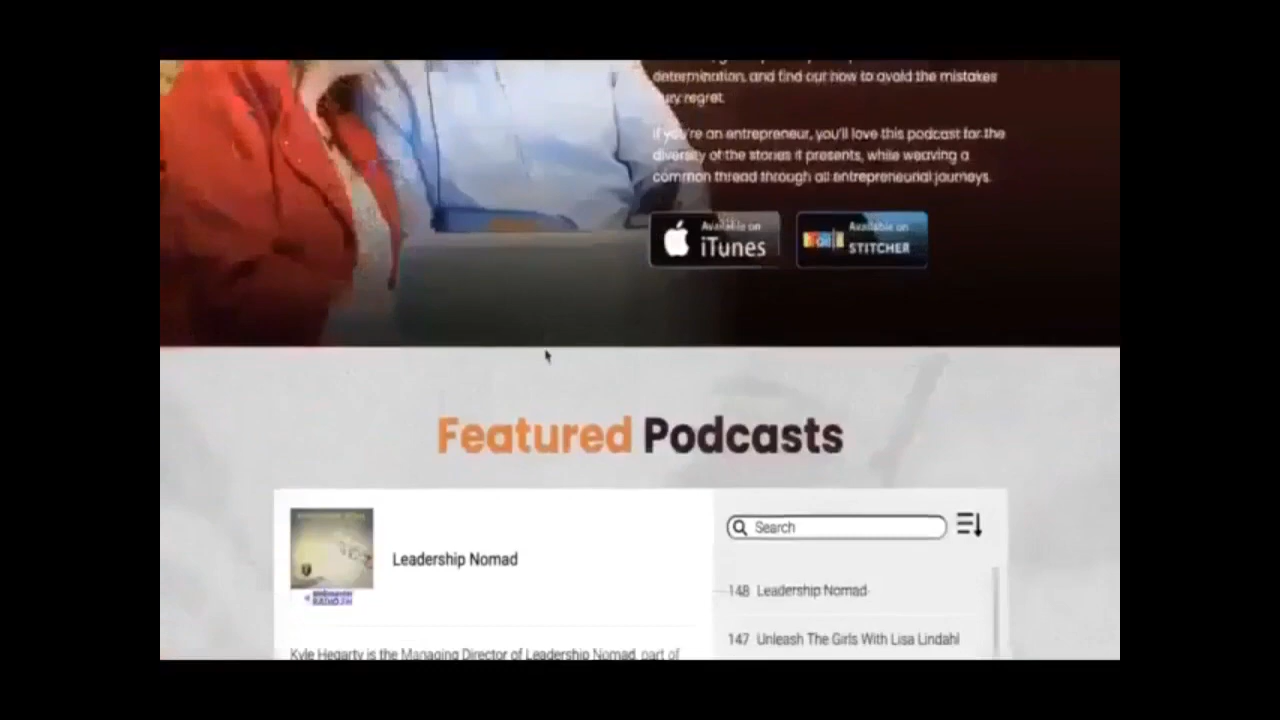 determination, and find out how to avoid the mistakes
regret.
If you're an entrepreneur, you'll love this podcast for the
diversity of the stories it presents, while weaving a
common thread through all entrepreneurial journeys.
Available on
iTunes
Available on
STITCHER
Featured Podcasts
Search
Leadership Nomad
148 Leadership Nomad
RADIO.FM
147 Unleash The Girls With Lisa Lindahl
Kyle Hegarty is the Managing Director of Leadership Nomad, part of